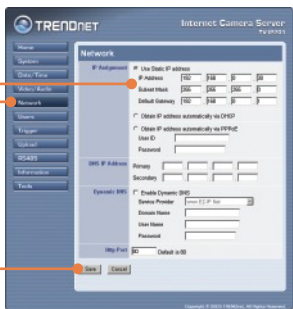 TRENDNET
Internet Camera Server
Home
Network
System
IP Assignment
Use Static IP address
Date/Time
IP Address 192 168 0 30
Video/Audio
Subnet Mask 255 255 255 0
Network
Default Gateway 192 168 0 1
Users
Obtain IP address automatically via DHCP
Trigger
Obtain IP address automatically via PPPoE
Upload
User ID
RS485
Password
Information
DNS IP Address
Primary
Tools
Secondary
Dynamic DNS
Enable Dynamic DNS
Service Provider
Domain Name
User Name
Password
Http Port
80
Default is 80
Save
Cancel